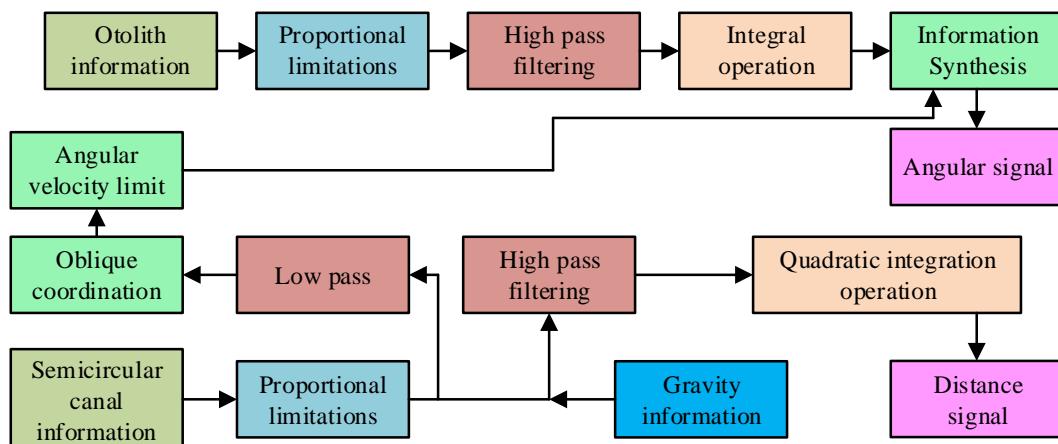 Otolith
information
Proportional
limitations
High pass
filtering
Integral
operation
Information
Synthesis
Angular
velocity limit
Angular signal
Oblique
coordination
Low pass
High pass
filtering
Quadratic integration
operation
Semicircular
canal
information
Proportional
limitations
Gravity
information
Distance
signal